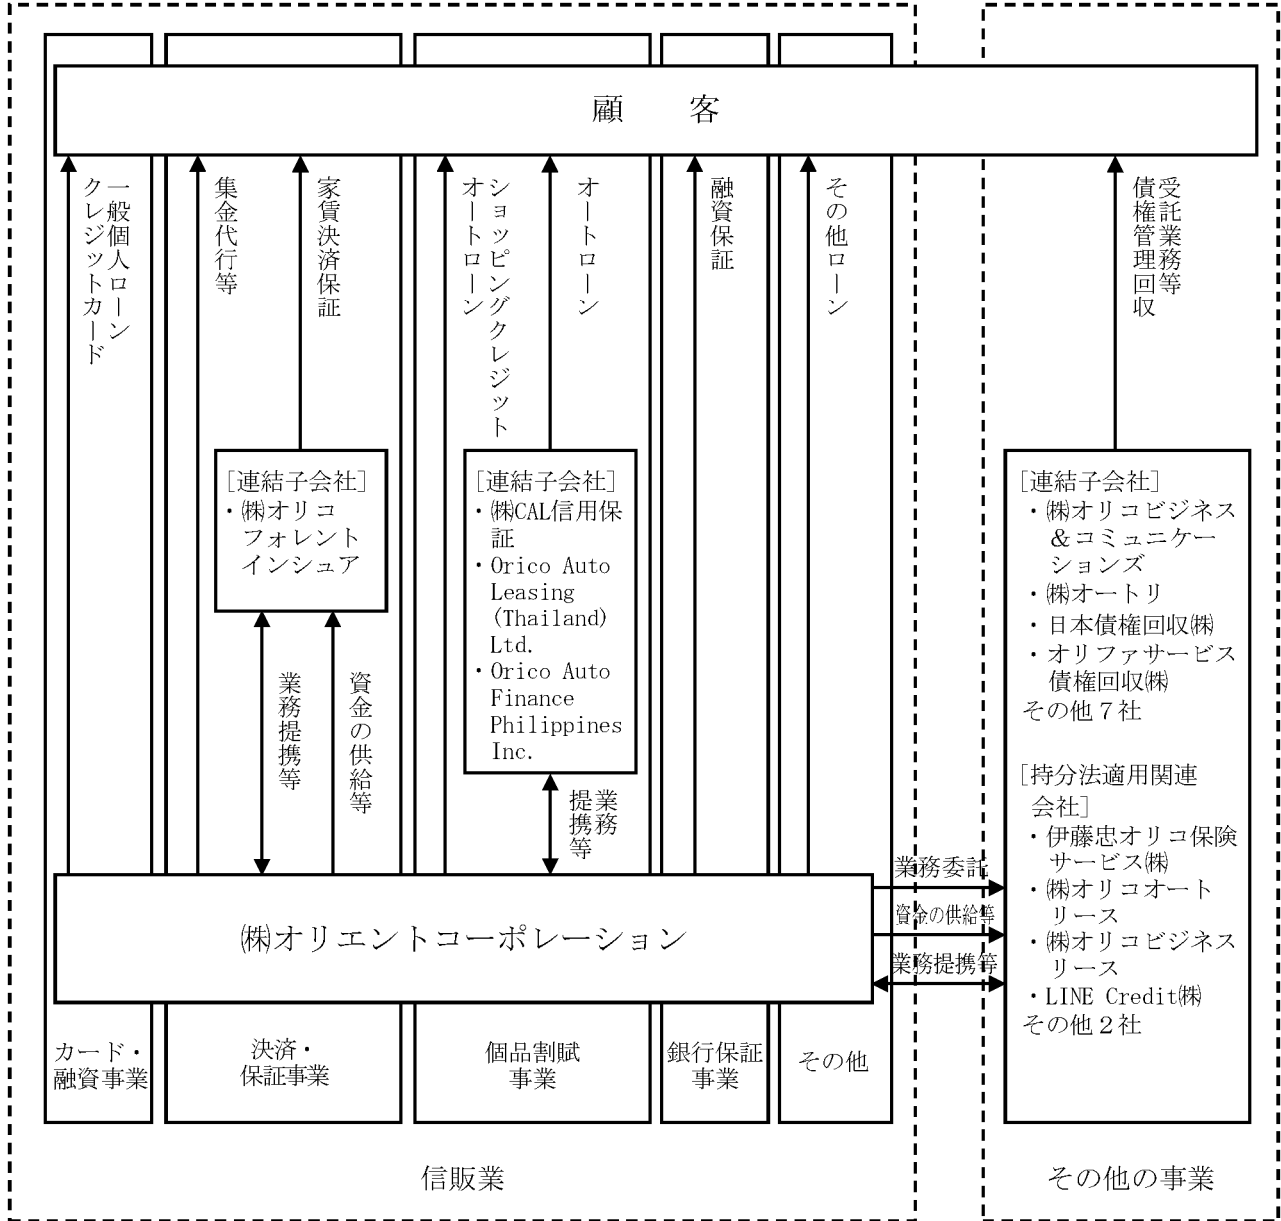 顧　　客
クレジットカード
一般個人ローン
集金代行等
家賃決済保証
オートローン
ショッピングクレジット
オートローン
融資保証
その他ローン
債権管理回収
受託業務等
［連結子会社］
・㈱オリコ
フォレント
インシュア
［連結子会社］
・㈱CAL信用保
証
・Orico Auto
Leasing
(Thailand)
Ltd.
・Orico Auto
Finance
Philippines
Inc.
［連結子会社］
・㈱オリコビジネス
＆コミュニケー
ションズ
・㈱オートリ
・日本債権回収㈱
・オリファサービス
債権回収㈱
その他７社
［持分法適用関連
会社］
・伊藤忠オリコ保険
サービス㈱
・㈱オリコオート
リース
・㈱オリコビジネス
リース
・LINE Credit㈱
その他２社
業務提携等
資金の供給等
業務
提携等
業務委託
資金の供給等
業務提携等
㈱オリエントコーポレーション
カード・
融資事業
決済・
保証事業
個品割賦
事業
銀行保証
事業
その他
信販業
その他の事業